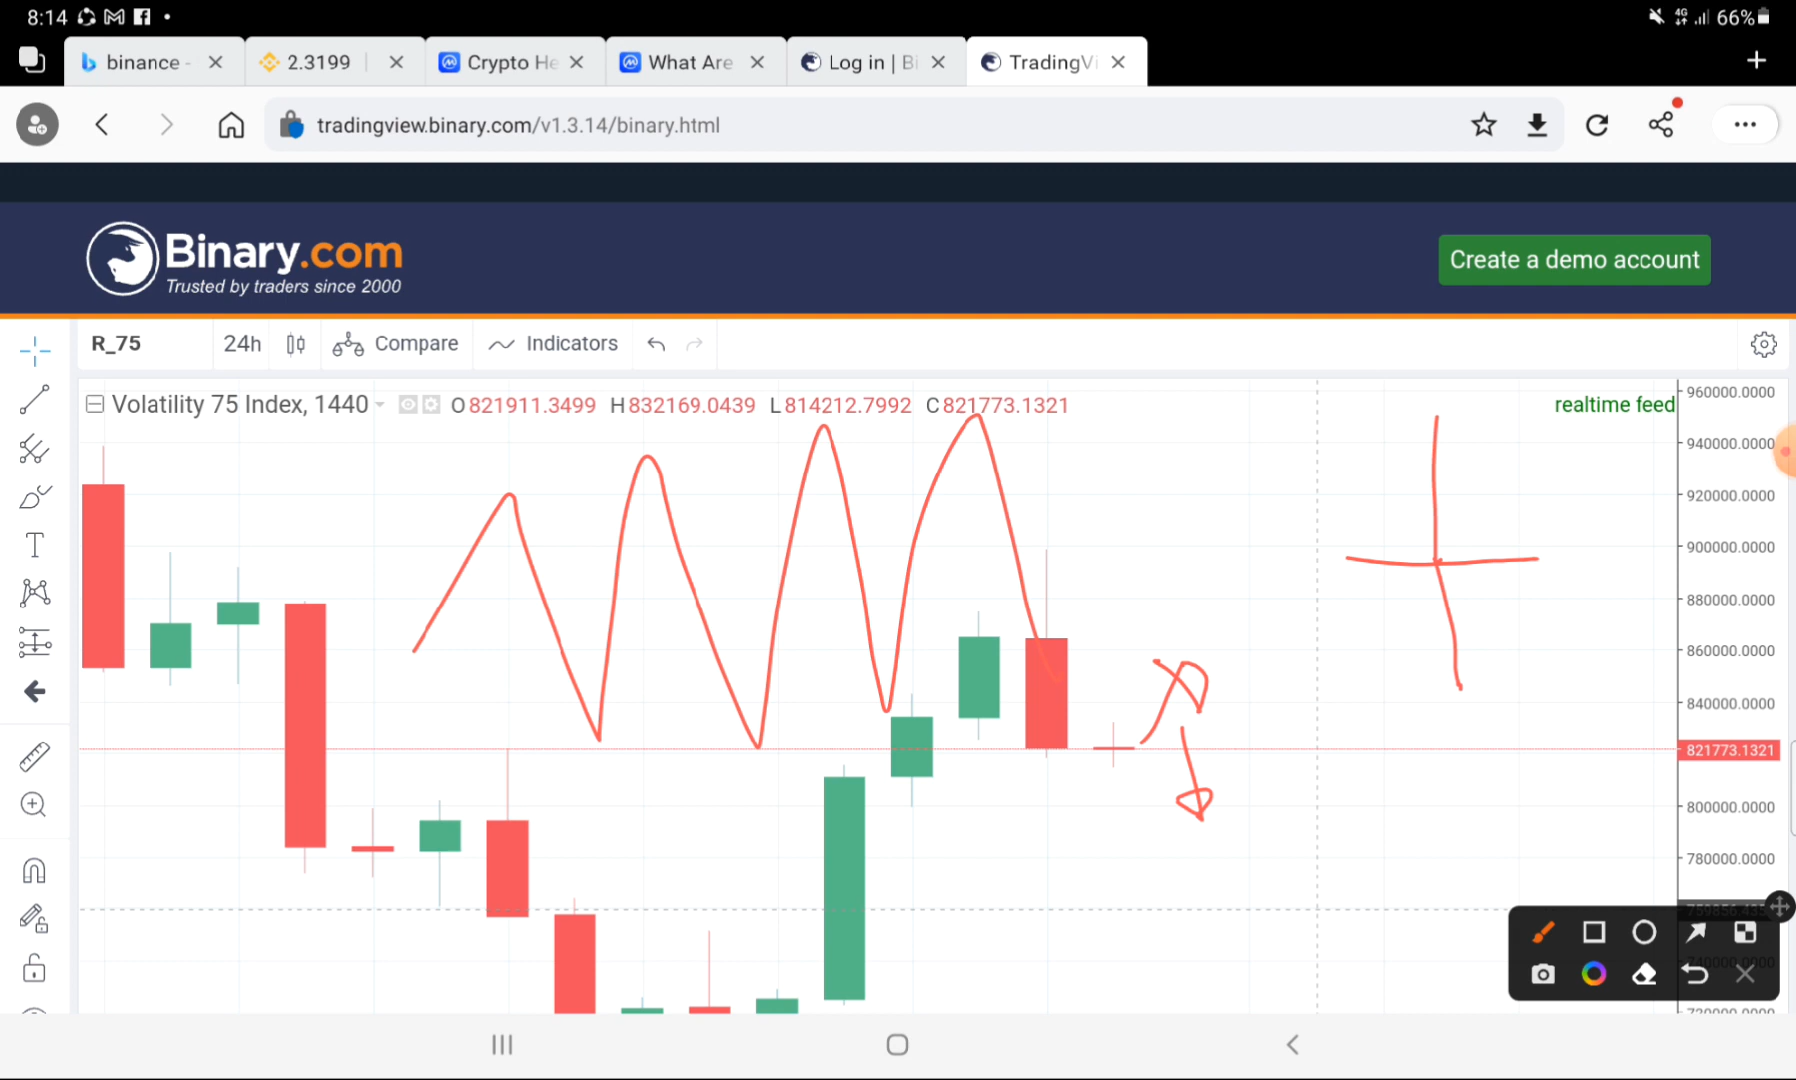 8:14
4G 66%
binance -
2.3199
Crypto He
What Are
Log in | Bi
TradingVi
tradingview.binary.com/v1.3.14/binary.html
Binary.com
Trusted by traders since 2000
Create a demo account
R_75 24h Compare Indicators
Volatility 75 Index, 1440 O821911.3499 H832169.0439 L814212.7992 C821773.1321
realtime feed
960000.0000
940000.0000
920000.0000
900000.0000
880000.0000
860000.0000
840000.0000
821773.1321
800000.0000
780000.0000
740000.0000